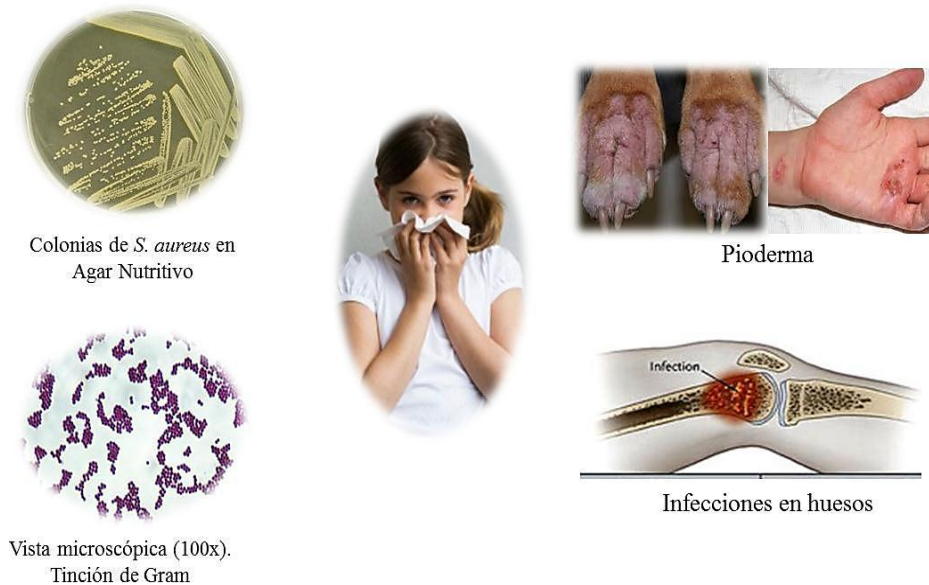 Colonias de S. aureus en
Agar Nutritivo
Vista microscópica (100x).
Tinción de Gram
Pioderma
Infection
Infecciones en huesos